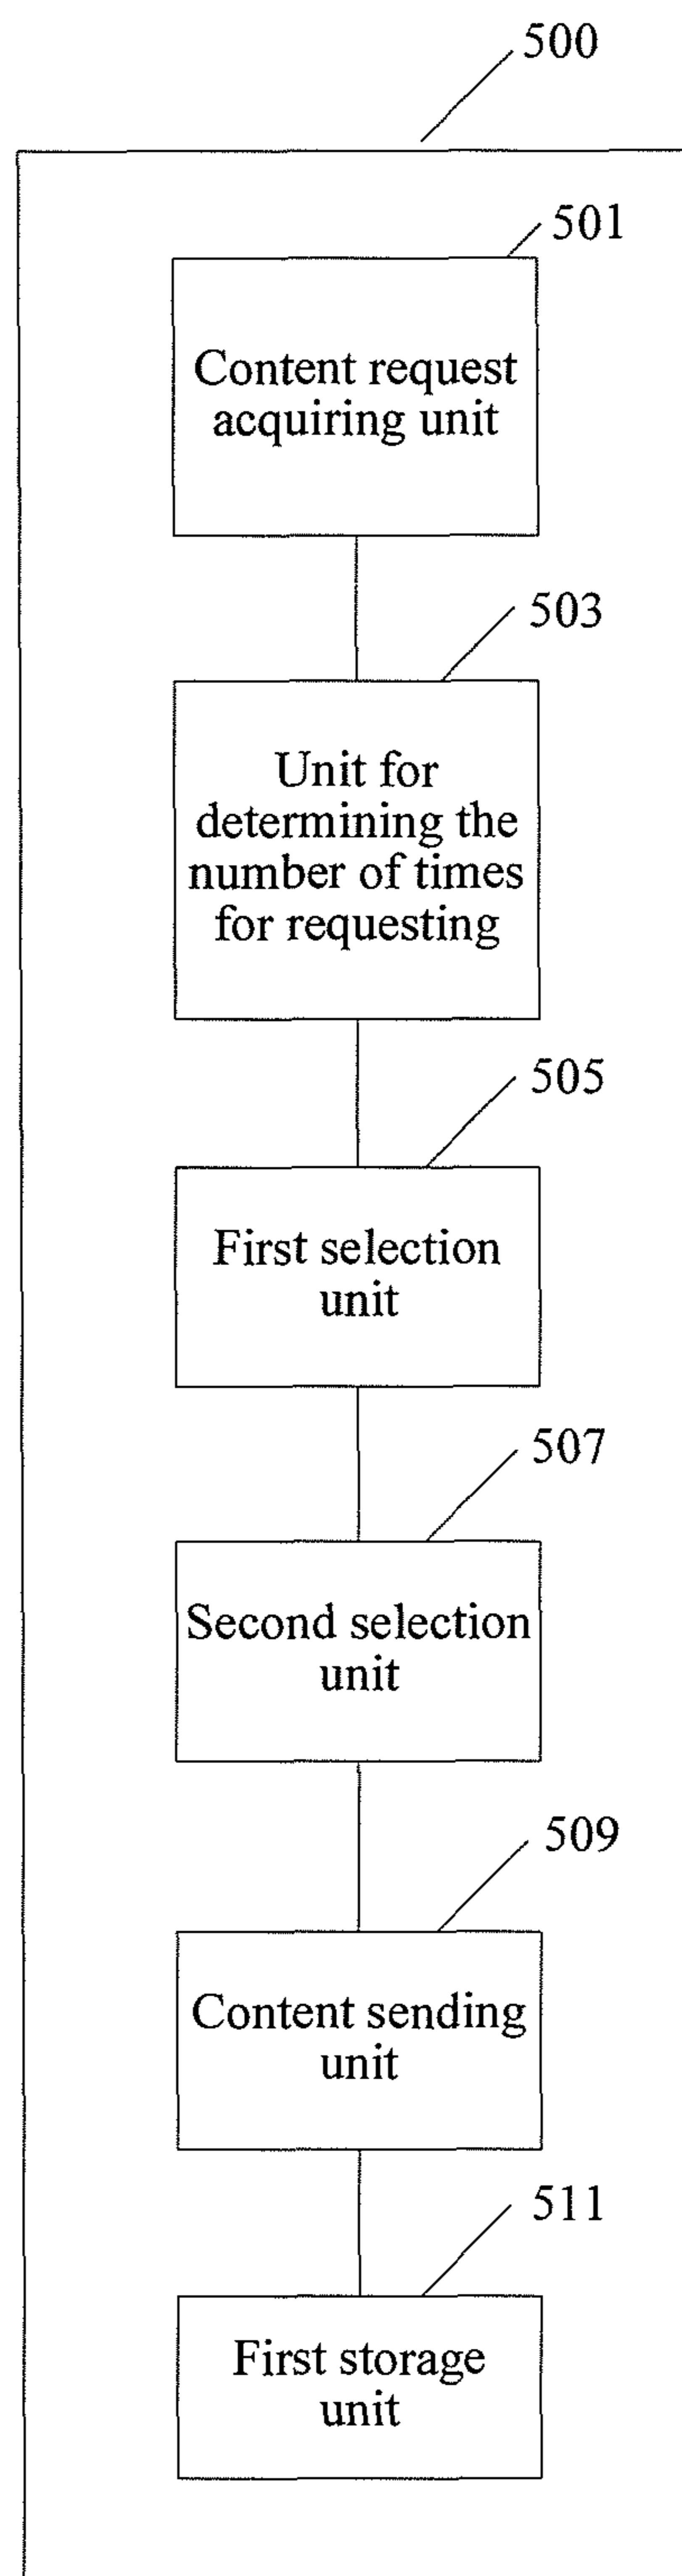 500
501
Content request
acquiring unit
503
Unit for
determining the
number of times
for requesting
505
First selection
unit
507
Second selection
unit
509
Content sending
unit
511
First storage
unit